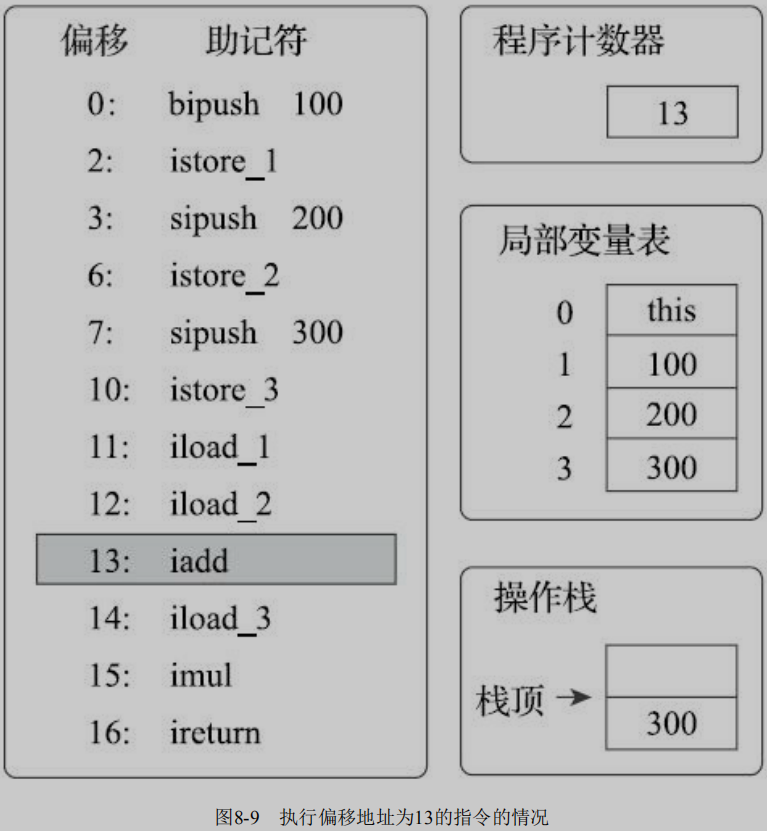 偏移 助记符
0: bipush 100
2: istore_1
3: sipush 200
6: istore_2
7: sipush 300
10: istore_3
11: iload_1
12: iload_2
13: iadd
14: iload_3
15: imul
16: ireturn
程序计数器
13
局部变量表
0 this
1 100
2 200
3 300
操作栈
栈顶
300
图8-9 执行偏移地址为13的指令的情况